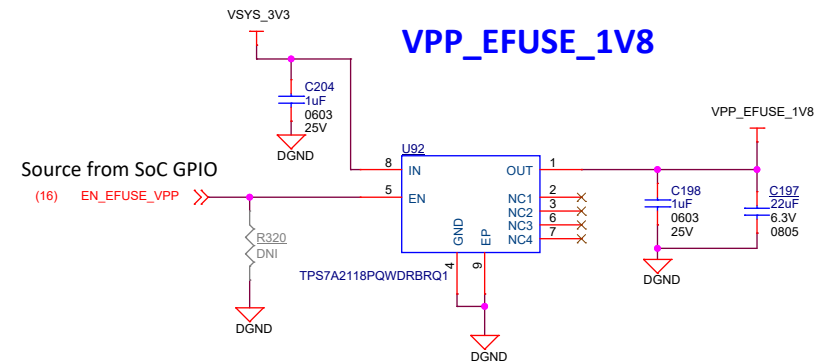 VSYS_3V3
VPP_EFUSE_1V8
C204
1uF
0603
25V
DGND
VPP_EFUSE_1V8
U92
8 IN OUT 1
Source from SoC GPIO
(16) EN_EFUSE_VPP
5 EN
NC1 2
NC2 3
NC3 6
NC4 7
GND
EP
4
9
C198
1uF
0603
25V
C197
22uF
6.3V
0805
R320
DNI
TPS7A2118PQWDRBRQ1
DGND
DGND
DGND